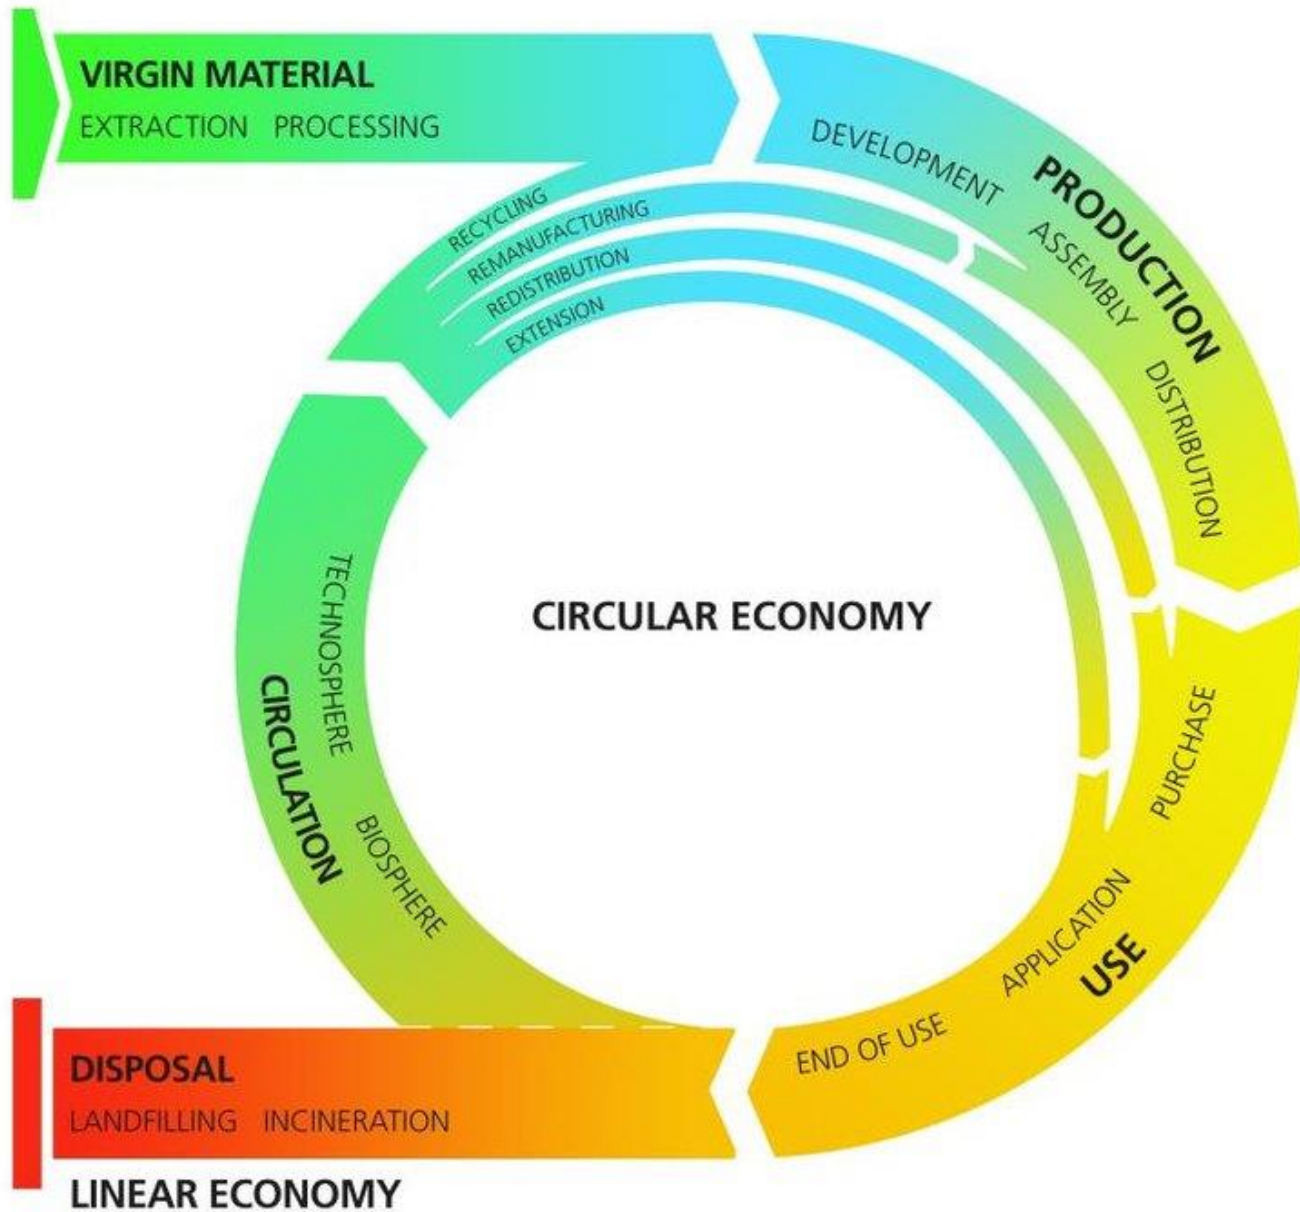 VIRGIN MATERIAL
EXTRACTION PROCESSING
DEVELOPMENT
PRODUCTION
ASSEMBLY
DISTRIBUTION
RECYCLING
REMANUFACTURING
REDISTRIBUTION
EXTENSION
CIRCULAR ECONOMY
TECHNOSPHERE
CIRCULATION
BIOSPHERE
PURCHASE
APPLICATION
USE
END OF USE
DISPOSAL
LANDFILLING INCINERATION
LINEAR ECONOMY